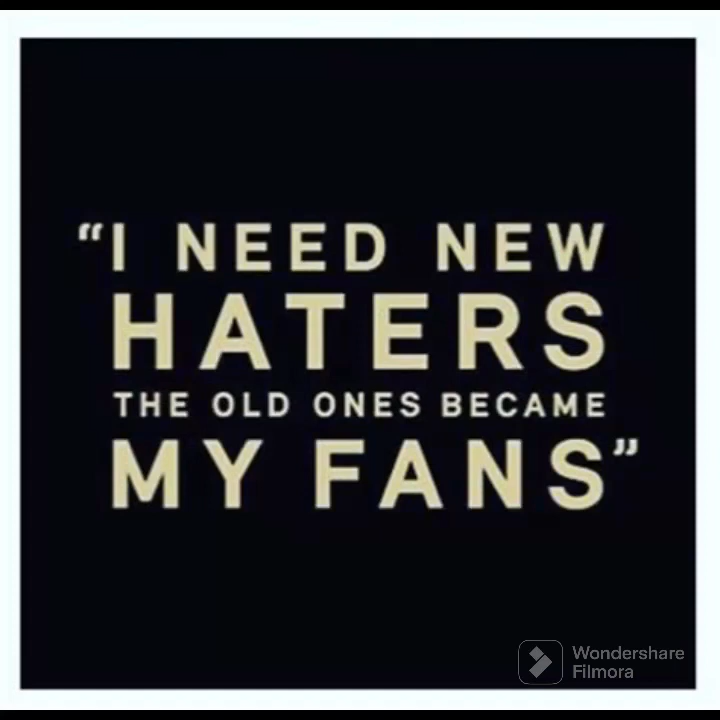 “I NEED NEW
HATERS
THE OLD ONES BECAME
MY FANS”
Wondershare
Filmora